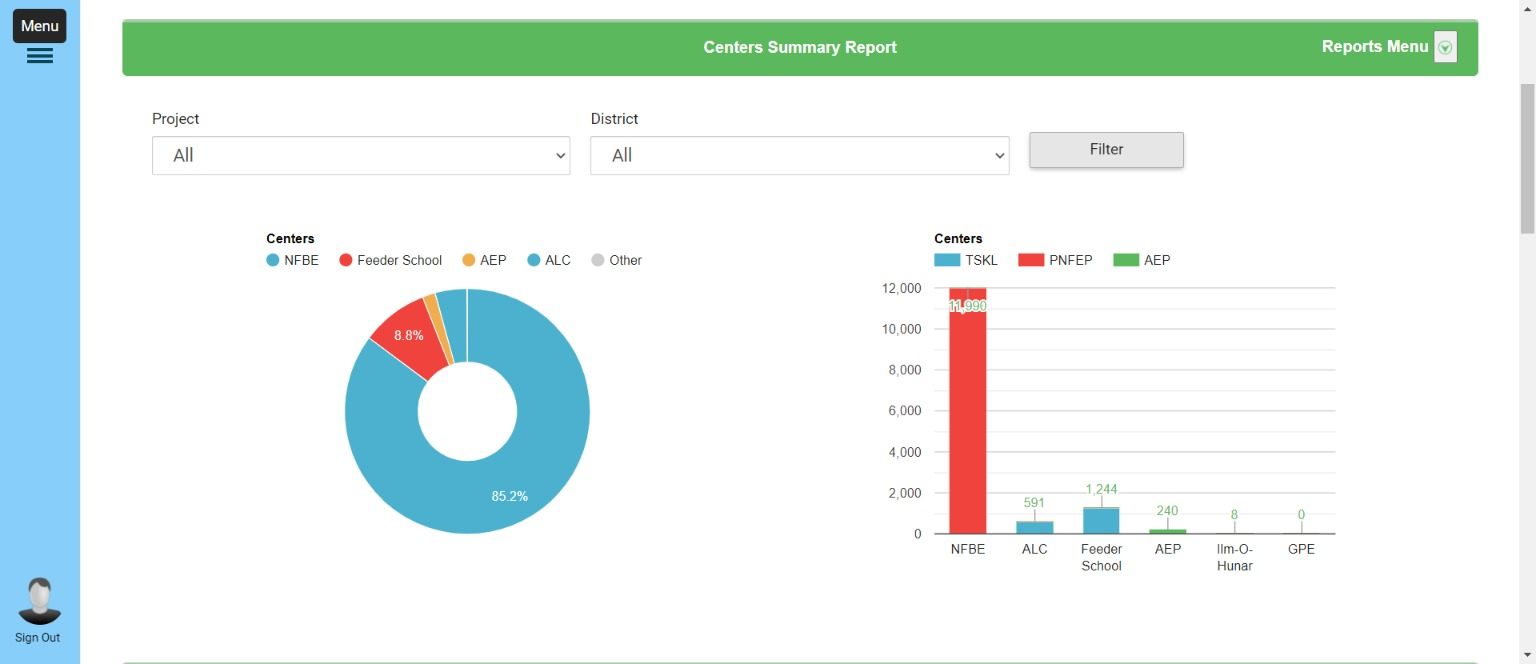 Menu
Centers Summary Report
Reports Menu
Project
District
All
All
Filter
Centers
NFBE Feeder School AEP ALC Other
8.8%
85.2%
Centers
TSKL PNFEP AEP
12,000
10,000
8,000
6,000
4,000
2,000
0
11,990
591
1,244
240
8
0
NFBE
ALC
Feeder
School
AEP
Ilm-O-
Hunar
GPE
Sign Out